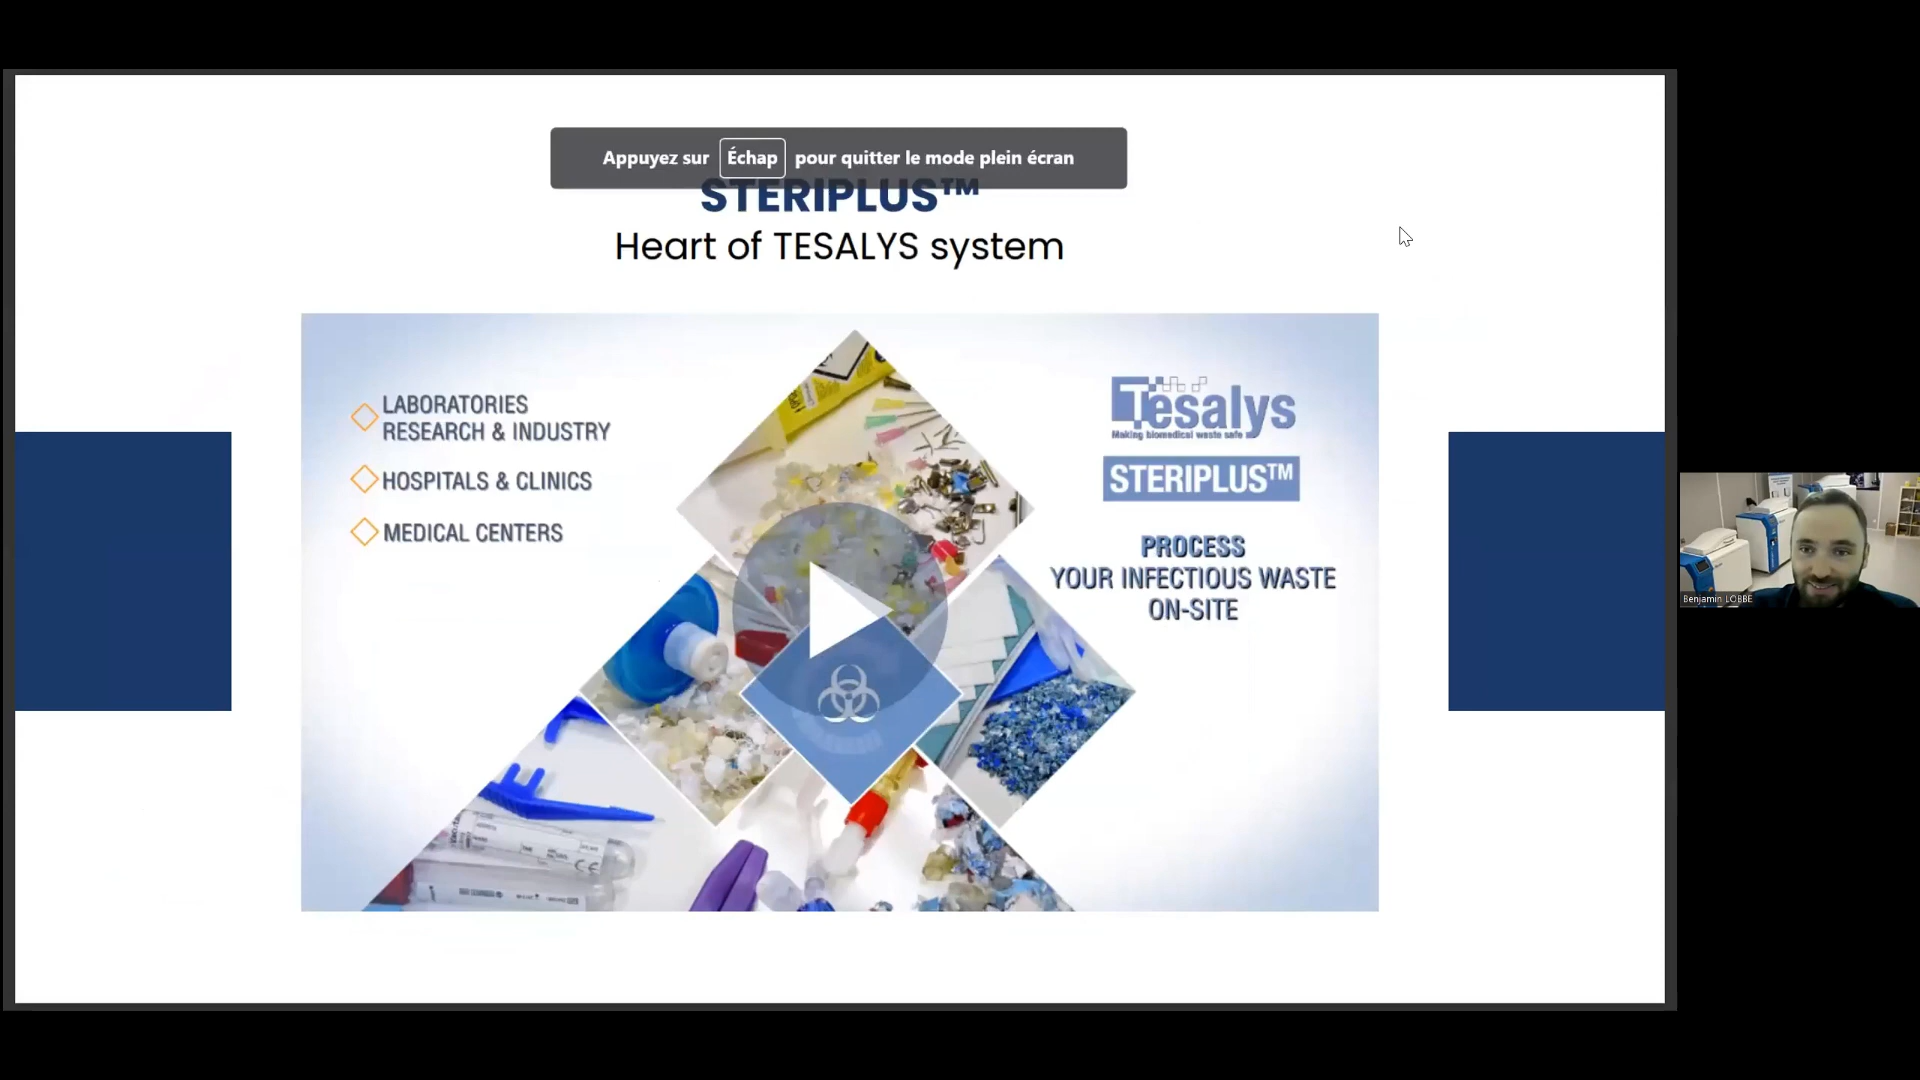 Appuyez sur Échap pour quitter le mode plein écran
STERIPLUS™
Heart of TESALYS system
LABORATORIES
RESEARCH & INDUSTRY
HOSPITALS & CLINICS
MEDICAL CENTERS
Tesalys
Making biomedical waste safe
STERIPLUS™
PROCESS
YOUR INFECTIOUS WASTE
ON-SITE
Benjamin LOBBE